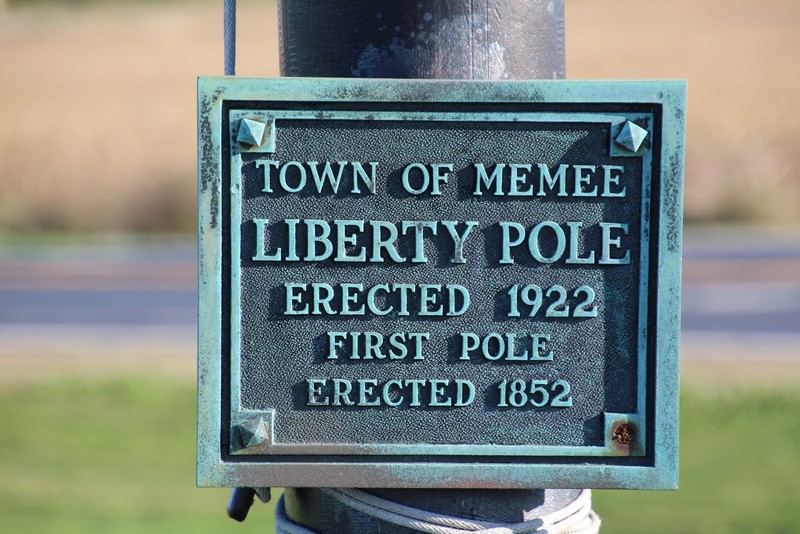 TOWN OF MEMEE
LIBERTY POLE
ERECTED 1922
FIRST POLE
ERECTED 1852